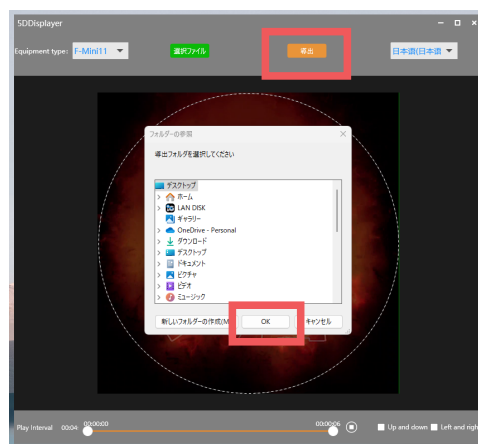 SDDisplayer
Equipment type:
F-Mini11
選択ファイル
導出
日本語(日本語
フォルダーの参照
導出フォルダを選択してください
デスクトップ
ホーム
LAN DISK
ギャラリー
OneDrive - Personal
ダウンロード
デスクトップ
ドキュメント
ピクチャ
ビデオ
ミュージック
新しいフォルダーの作成(M
OK
キャンセル
Play Interval
00:04
00:00:00
00:00:06
Up and down
Left and righ